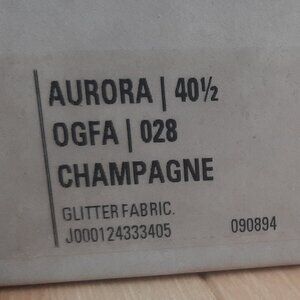 AURORA | 40½
OGFA | 028
CHAMPAGNE
GLITTER FABRIC.
J000124333405 090894